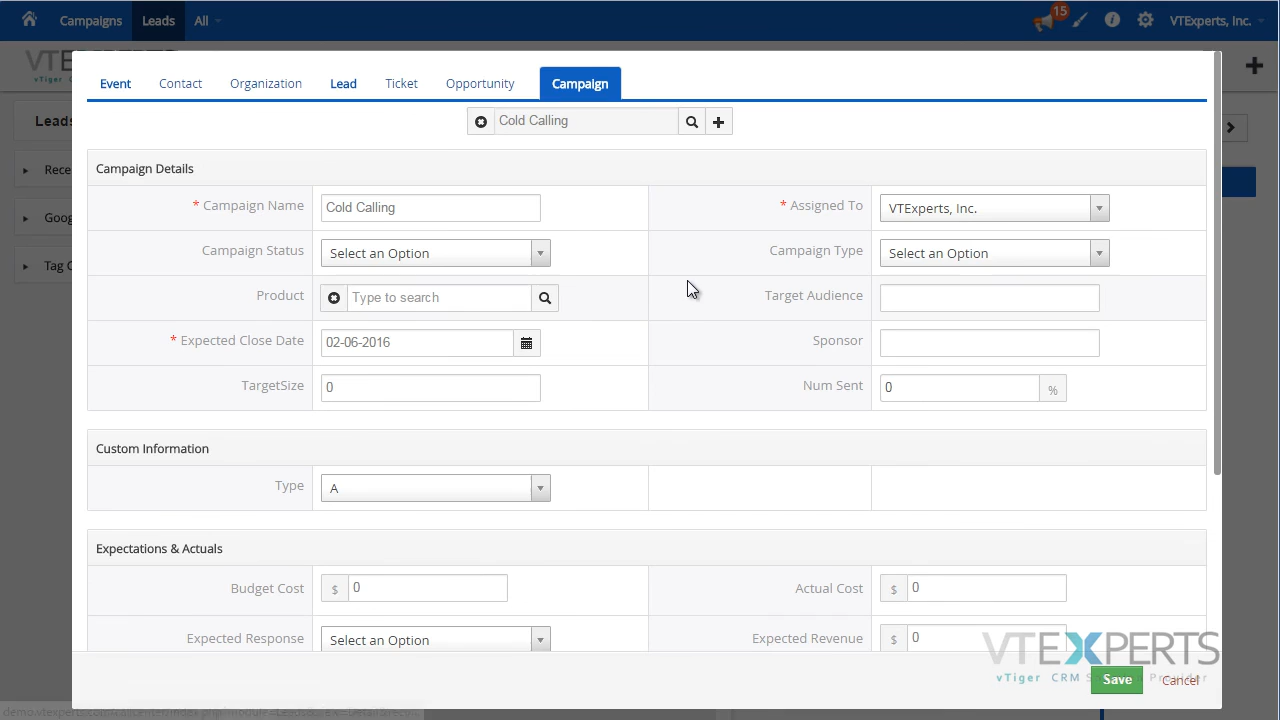 Campaigns Leads All 15 VTExperts, Inc.
VTE
vTiger C
Event Contact Organization Lead Ticket Opportunity Campaign
Leads
Cold Calling
Rece
Goog
Tag C
Campaign Details
* Campaign Name Cold Calling * Assigned To VTExperts, Inc.
Campaign Status Select an Option Campaign Type Select an Option
Product Type to search Target Audience
* Expected Close Date 02-06-2016 Sponsor
TargetSize 0 Num Sent 0 %
Custom Information
Type A
Expectations & Actuals
Budget Cost $ 0 Actual Cost $ 0
Expected Response Select an Option Expected Revenue $ 0
VTEXPERTS
vTiger CRM
Save Cancel